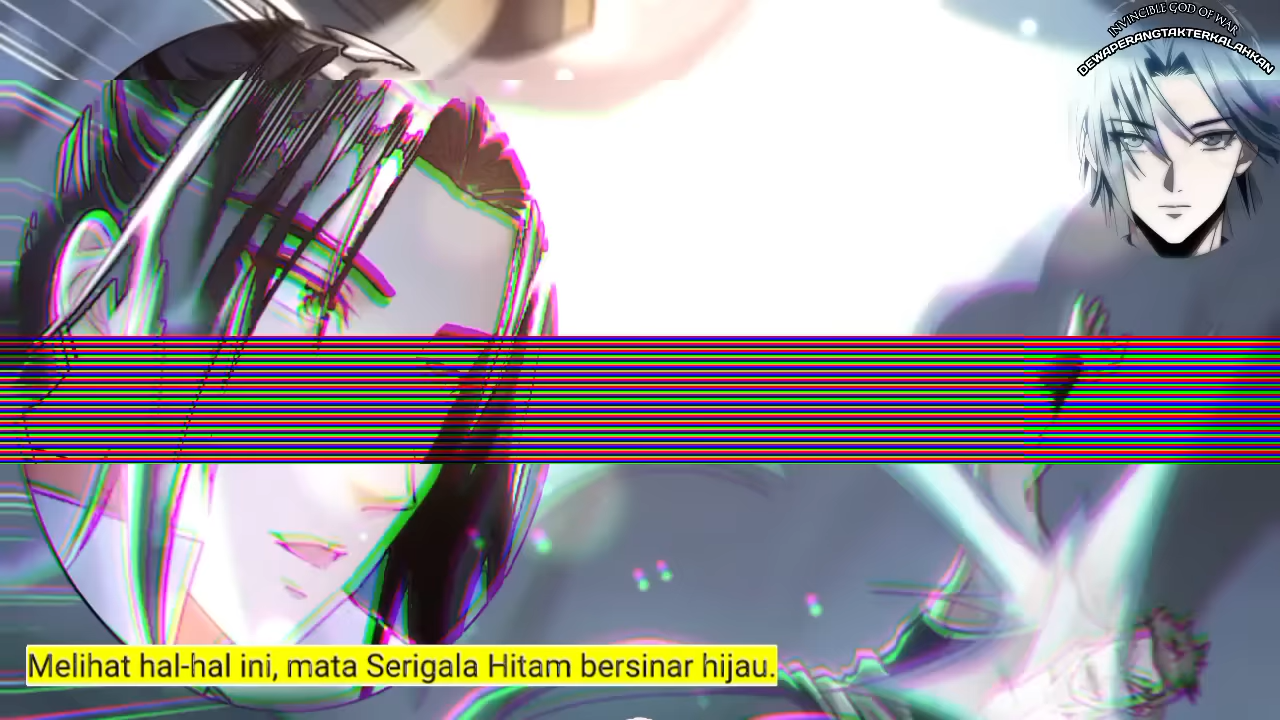 INVINCIBLE GOD OF WAR
DEWAPERANGTAKTERKALAHKAN
Melihat hal-hal ini, mata Serigala Hitam bersinar hijau.